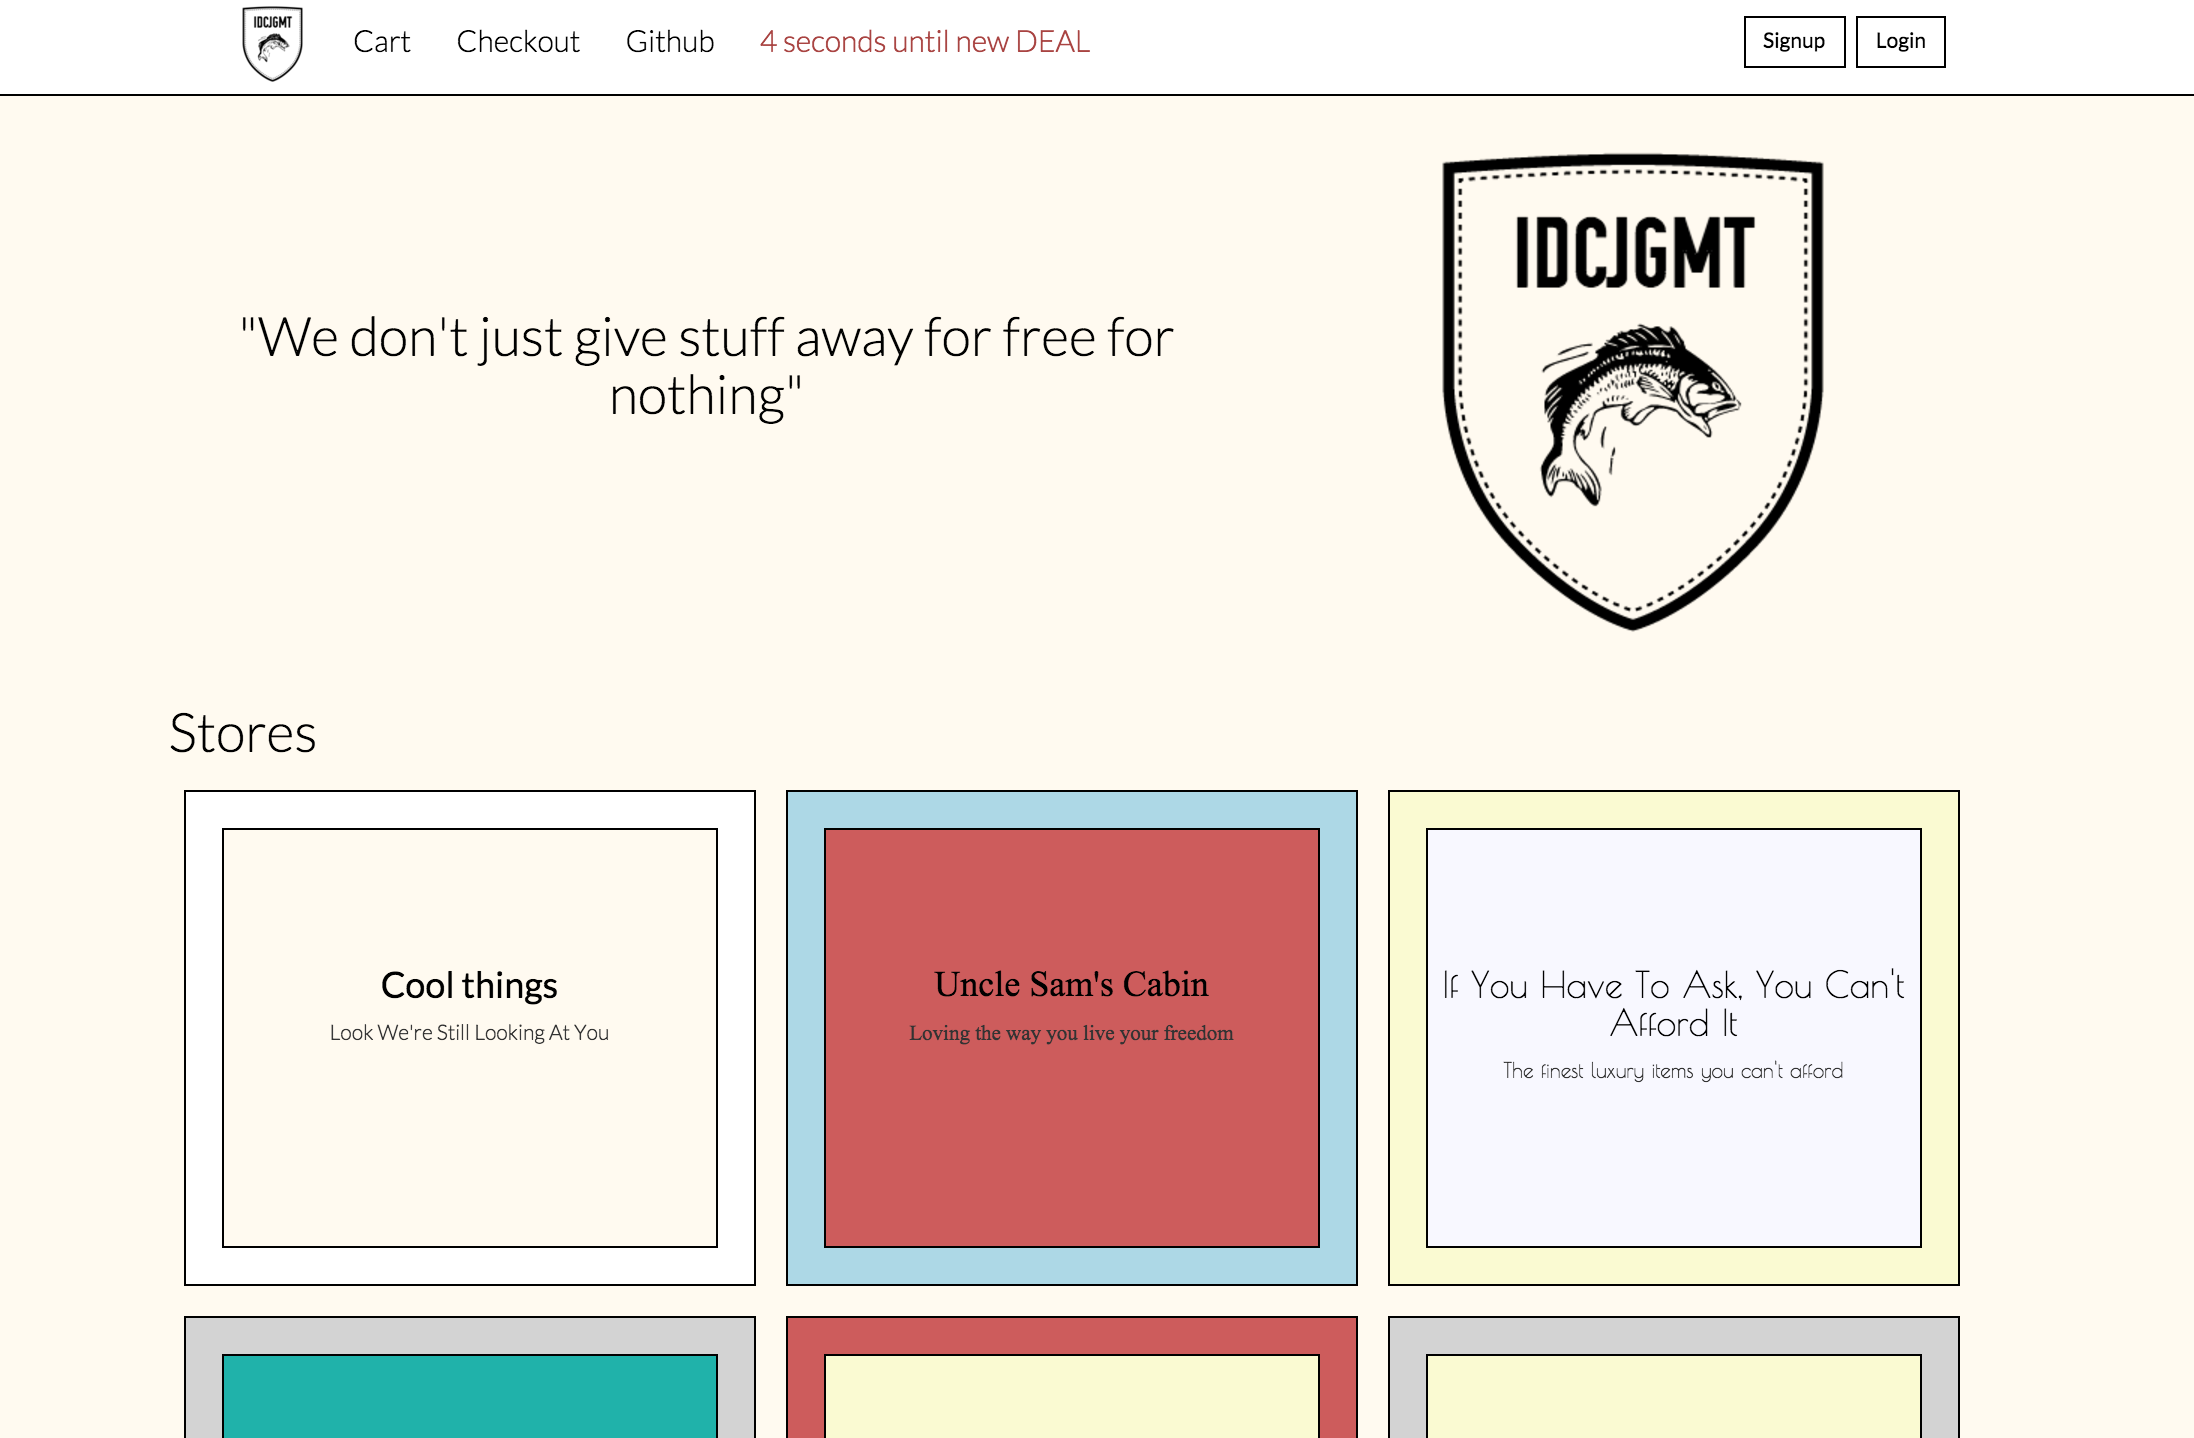 IDCJGMT
Cart Checkout Github 4 seconds until new DEAL Signup Login
IDCJGMT
"We don't just give stuff away for free for
nothing"
Stores
Cool things
Look We're Still Looking At You
Uncle Sam's Cabin
Loving the way you live your freedom
If You Have To Ask, You Can't
Afford It
The finest luxury items you can't afford